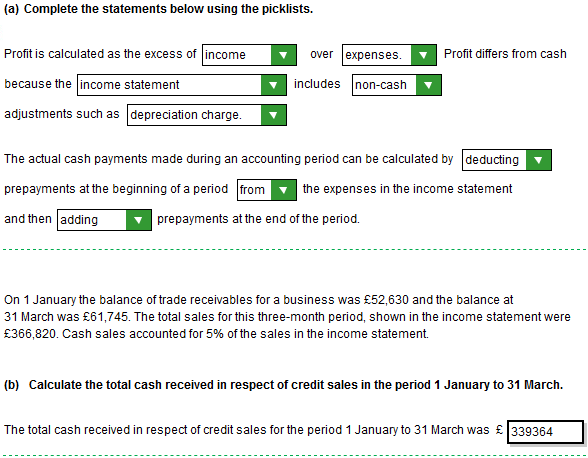 (a) Complete the statements below using the picklists.
Profit is calculated as the excess of income over expenses. Profit differs from cash
because the income statement includes non-cash
adjustments such as depreciation charge.
The actual cash payments made during an accounting period can be calculated by deducting
prepayments at the beginning of a period from the expenses in the income statement
and then adding prepayments at the end of the period.
On 1 January the balance of trade receivables for a business was £52,630 and the balance at
31 March was £61,745. The total sales for this three-month period, shown in the income statement were
£366,820. Cash sales accounted for 5% of the sales in the income statement.
(b) Calculate the total cash received in respect of credit sales in the period 1 January to 31 March.
The total cash received in respect of credit sales for the period 1 January to 31 March was £ 339364